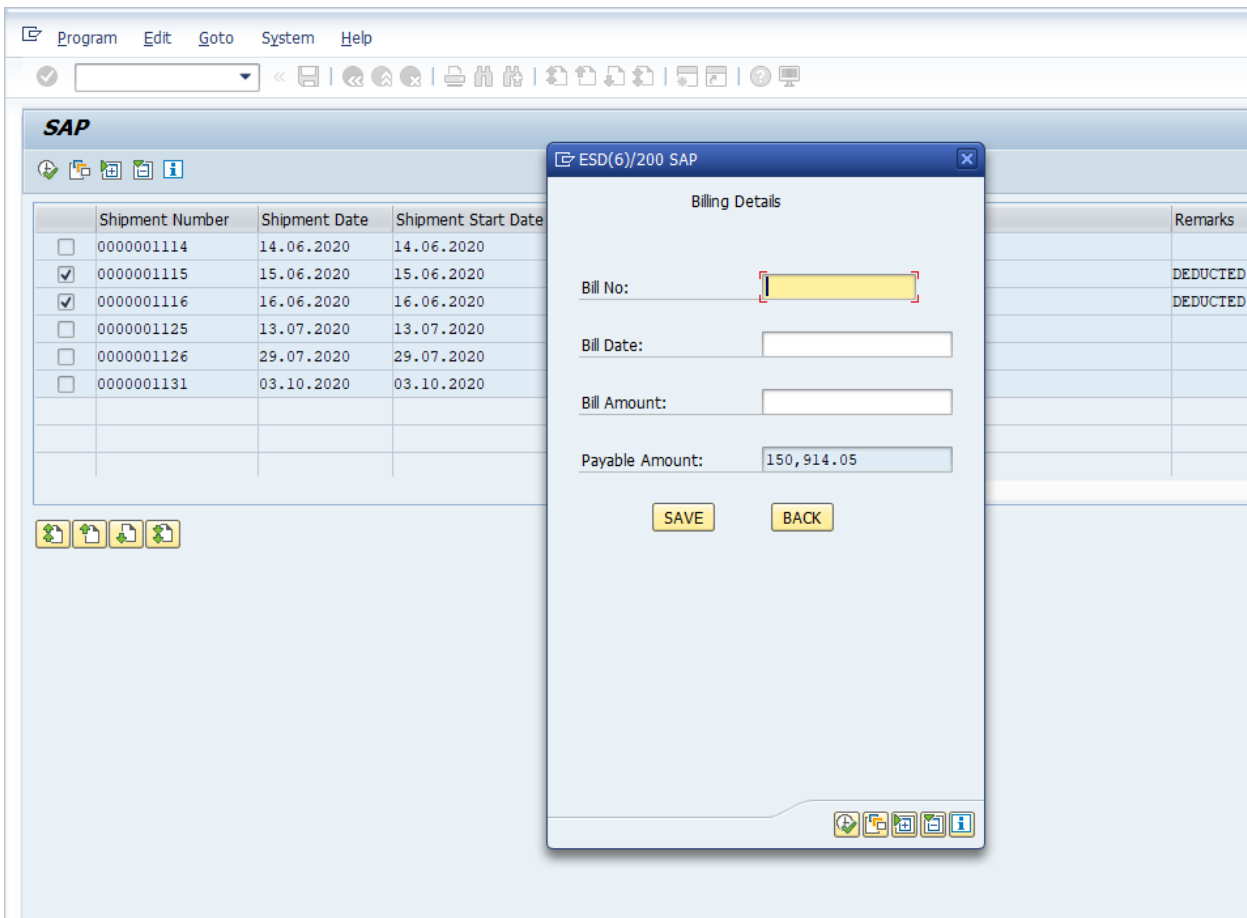 Program Edit Goto System Help
SAP
ESD(6)/200 SAP
Billing Details
Shipment Number Shipment Date Shipment Start Date Remarks
0000001114 14.06.2020 14.06.2020
0000001115 15.06.2020 15.06.2020 DEDUCTED
0000001116 16.06.2020 16.06.2020 DEDUCTED
0000001125 13.07.2020 13.07.2020
0000001126 29.07.2020 29.07.2020
0000001131 03.10.2020 03.10.2020
Bill No:
Bill Date:
Bill Amount:
Payable Amount: 150,914.05
SAVE BACK